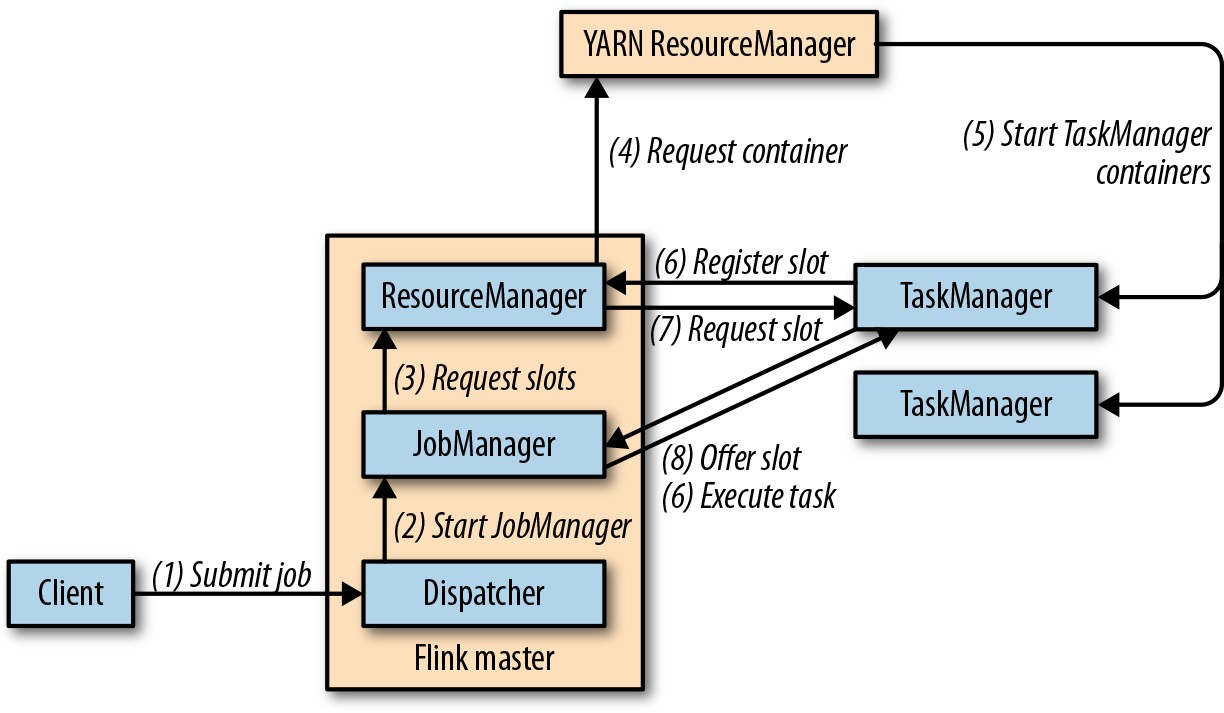 YARN ResourceManager
(4) Request container
(5) Start TaskManager
containers
(6) Register slot
ResourceManager
TaskManager
(7) Request slot
(3) Request slots
TaskManager
JobManager
(8) Offer slot
(6) Execute task
(2) Start JobManager
Client
(1) Submit job
Dispatcher
Flink master